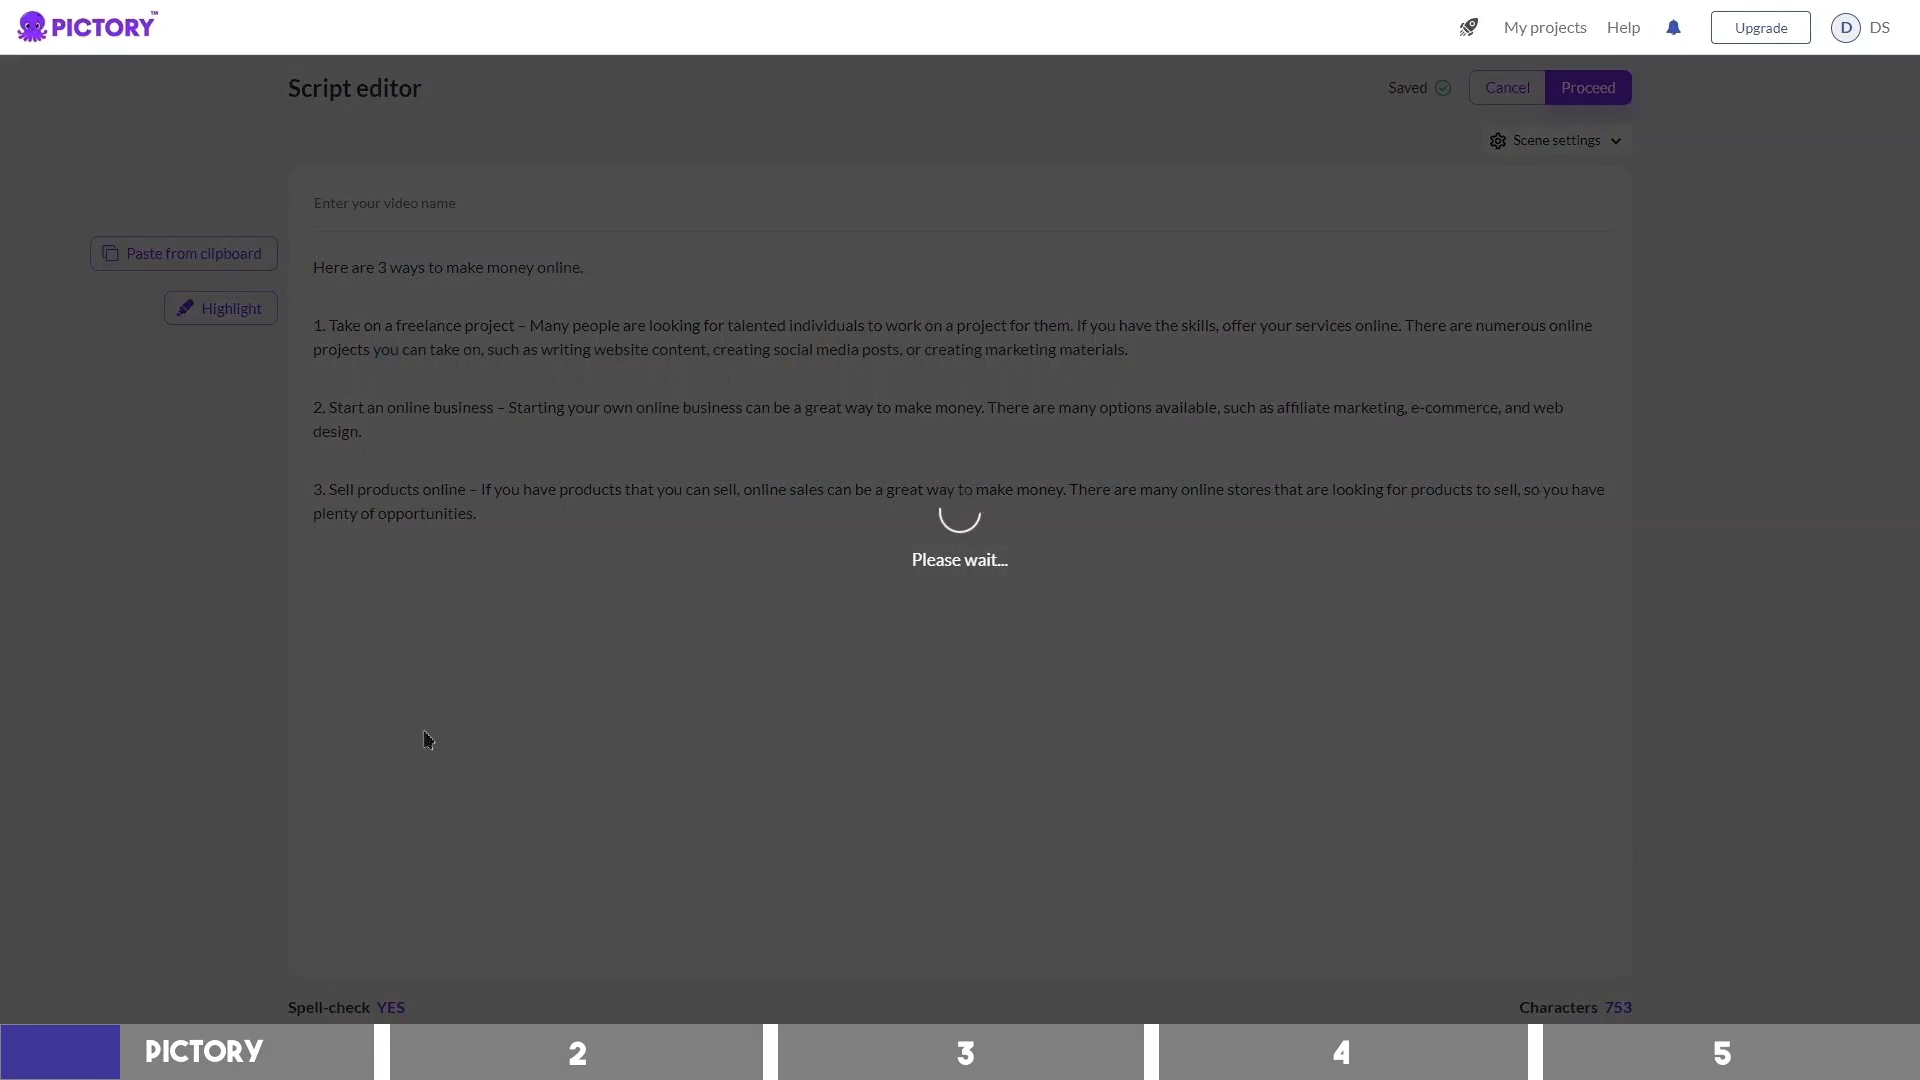 PICTORY™
My projects
Help
Upgrade
D
DS
Script editor
Saved
Cancel
Proceed
Scene settings
Enter your video name
Paste from clipboard
Here are 3 ways to make money online.
Highlight
1. Take on a freelance project – Many people are looking for talented individuals to work on a project for them. If you have the skills, offer your services online. There are numerous online
projects you can take on, such as writing website content, creating social media posts, or creating marketing materials.
2. Start an online business – Starting your own online business can be a great way to make money. There are many options available, such as affiliate marketing, e-commerce, and web
design.
3. Sell products online – If you have products that you can sell, online sales can be a great way to make money. There are many online stores that are looking for products to sell, so you have
plenty of opportunities.
Please wait...
Spell-check YES
Characters 753
PICTORY
2
3
4
5